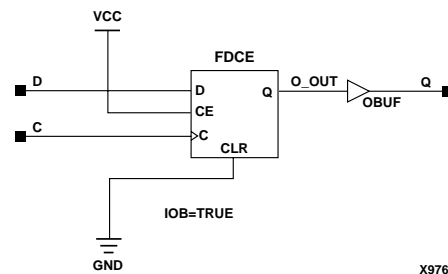 VCC
FDCE
D
D
Q
O_OUT
Q
CE
OBUF
C
C
CLR
IOB=TRUE
GND
X976